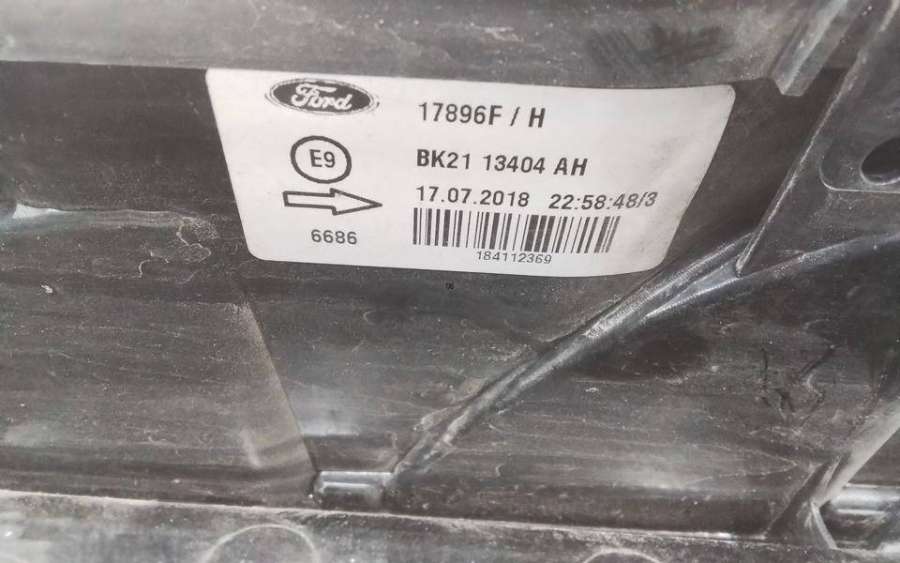 Ford
17896F / H
E9
BK21 13404 AH
17.07.2018 22:58:48/3
6686
184112369